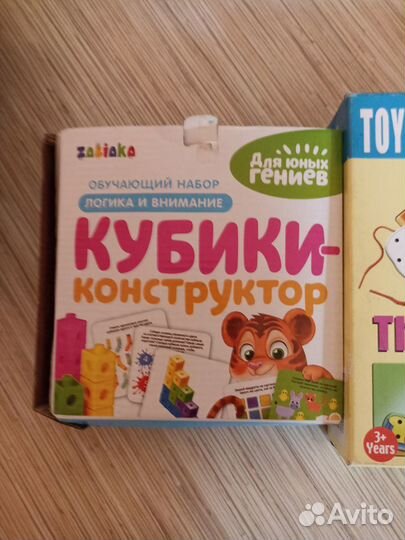 ZABIAKA
Для юных
гениев
ОБУЧАЮЩИЙ НАБОР
ЛОГИКА И ВНИМАНИЕ
КУБИКИ-
КОНСТРУКТОР
TOY
3+
Years
Avito